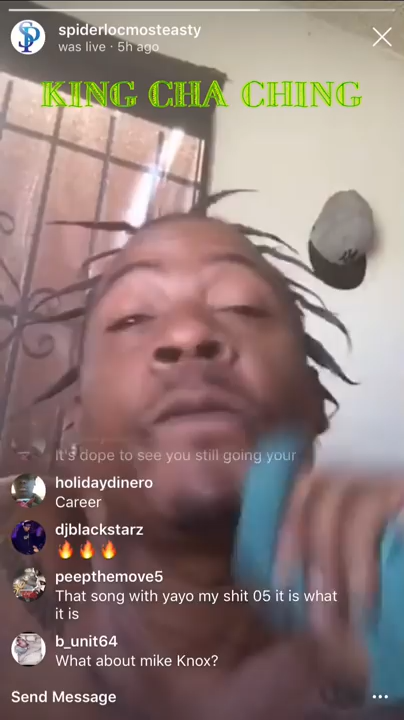 spiderlocmosteasty
was live · 5h ago
KING CHA CHING
It's dope to see you still going your
holidaydinero
Career
djblackstarz
🔥🔥🔥
peepthemove5
That song with yayo my shit 05 it is what
it is
b_unit64
What about mike Knox?
Send Message